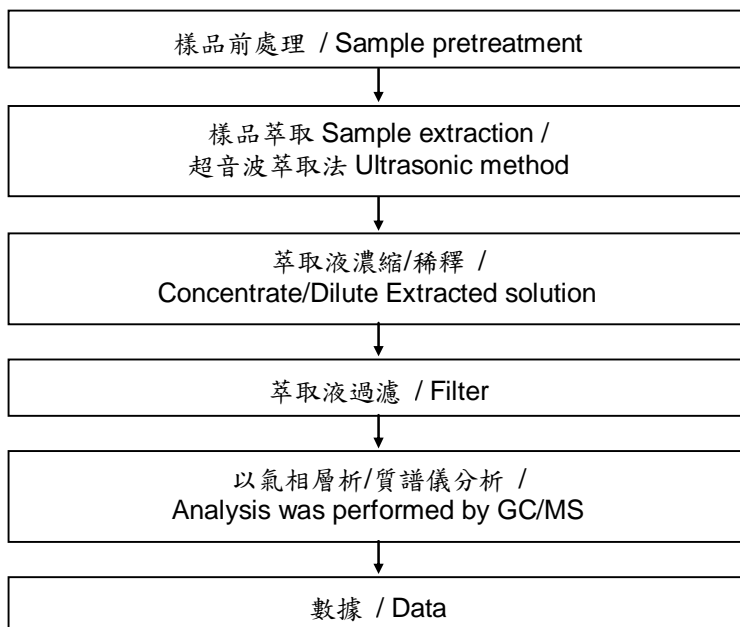 樣品前處理 / Sample pretreatment
樣品萃取 Sample extraction /
超音波萃取法 Ultrasonic method
萃取液濃縮/稀釋 /
Concentrate/Dilute Extracted solution
萃取液過濾 / Filter
以氣相層析/質譜儀分析 /
Analysis was performed by GC/MS
數據 / Data